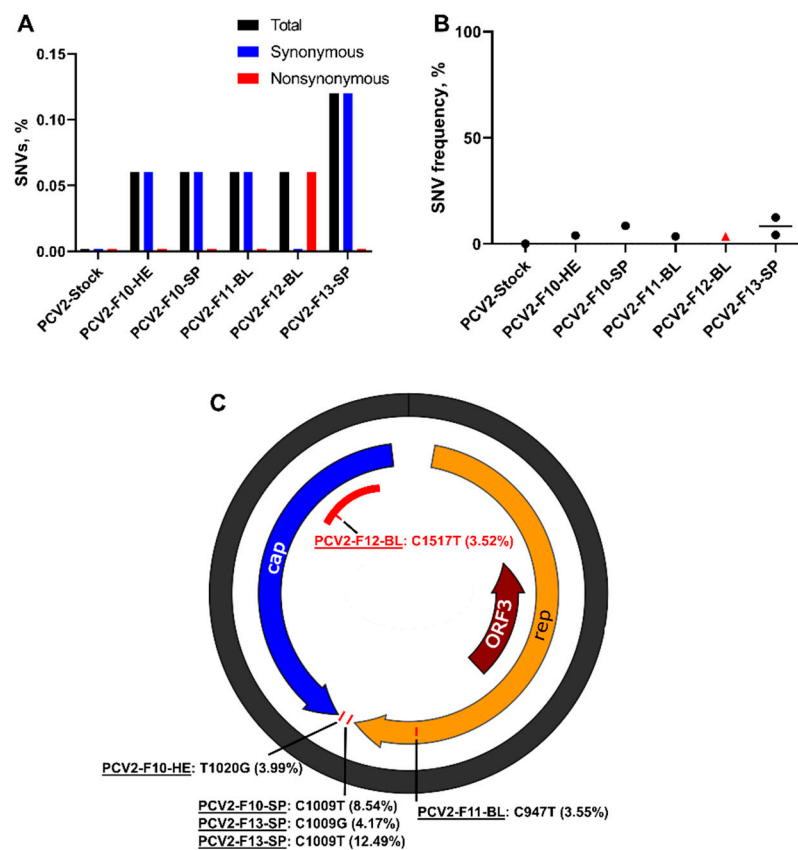 A
Total
Synonymous
Nonsynonymous
SNVs, %
0.15
0.10
0.05
0.00
PCV2-Stock
PCV2-F10-HE
PCV2-F10-SP
PCV2-F11-BL
PCV2-F12-BL
PCV2-F13-SP
B
SNV frequency, %
100
50
0
PCV2-Stock
PCV2-F10-HE
PCV2-F10-SP
PCV2-F11-BL
PCV2-F12-BL
PCV2-F13-SP
C
cap
PCV2-F12-BL: C1517T (3.52%)
ORF3
rep
PCV2-F10-HE: T1020G (3.99%)
PCV2-F10-SP: C1009T (8.54%)
PCV2-F13-SP: C1009G (4.17%)
PCV2-F13-SP: C1009T (12.49%)
PCV2-F11-BL: C947T (3.55%)